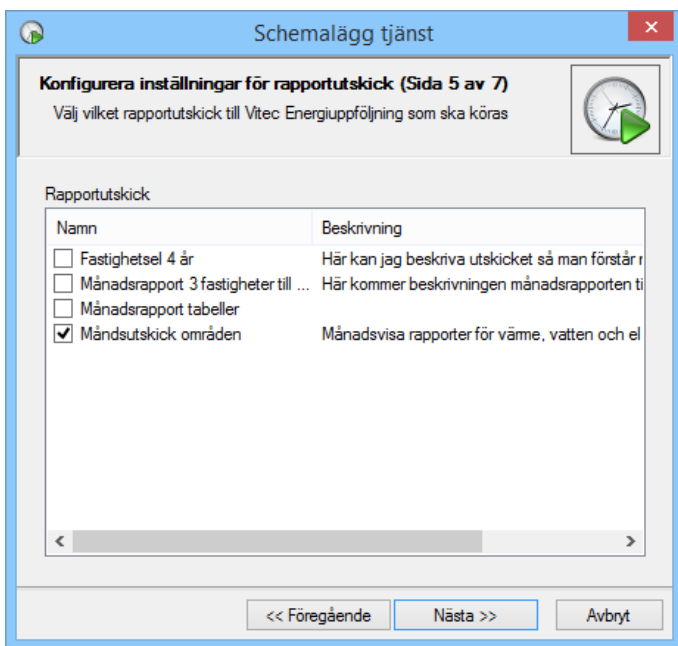 Schemalägg tjänst
Konfigurera inställningar för rapportutskick (Sida 5 av 7)
Välj vilket rapportutskick till Vitec Energiuppföljning som ska köras
Rapportutskick
Namn Beskrivning
Fastighetsel 4 år Här kan jag beskriva utskicket så man förstår
Månadsrapport 3 fastigheter till ... Här kommer beskrivningen månadsrapporten ti
Månadsrapport tabeller
Måndsutskick områden Månadsvisa rapporter för värme, vatten och el
<< Föregående Nästa >> Avbryt